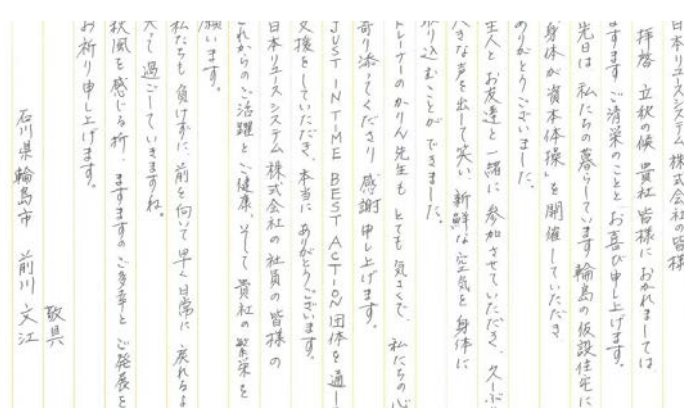 日本リユースシステム株式会社の皆様
拝啓 立秋の候 貴社 皆様におかれましては
ますます ご清栄のこととお喜び申し上げます。
先日は 私たちの暮らしています 輪島の仮設住宅に
お身体が資本体操」を開催していただき
ありがとうございました。
主人と お友達と 一緒に 参加させていただき、久しぶ
大きな声を出して笑い、新鮮な空気を 身体に
取り込むことが できました。
トレーナーのかりん先生も とても 気さくで、 私たちの心
寄り添ってくださり 感謝 申し上げます。
JUST IN TIME BEST ACTION団体を通し
支援をしていただき、本当に ありがとうございます。
日本リユースシステム 株式会社の 社員の 皆様 の
これからの ご活躍と ご健康、そして 貴社の 繁栄を
願います。
私たちも 負けずに、前を向いて 早く 日常に 戻れるよ
笑って 過ごしていきますね。
秋風を感じる折、ますますの ご多幸と ご発展を
お祈り申し上げます。
敬具
石川県輪島市 前川 文江